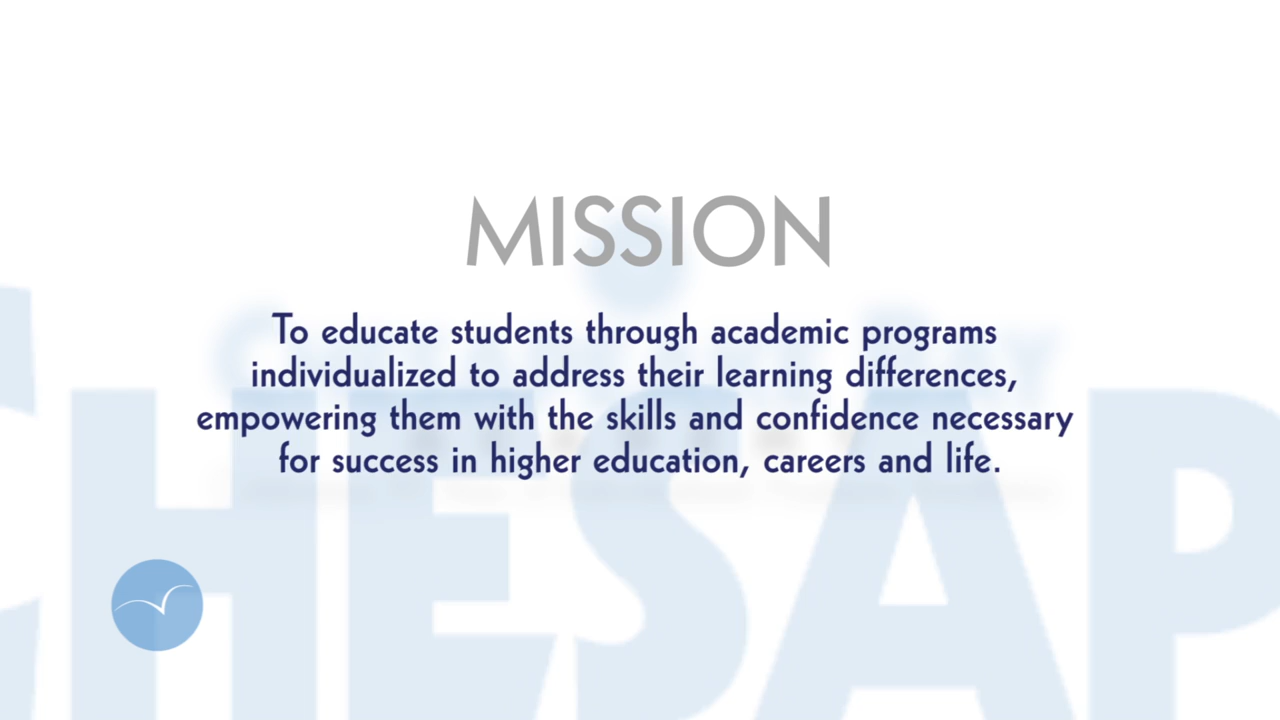 MISSION
To educate students through academic programs
individualized to address their learning differences,
empowering them with the skills and confidence necessary
for success in higher education, careers and life.
CHESAP